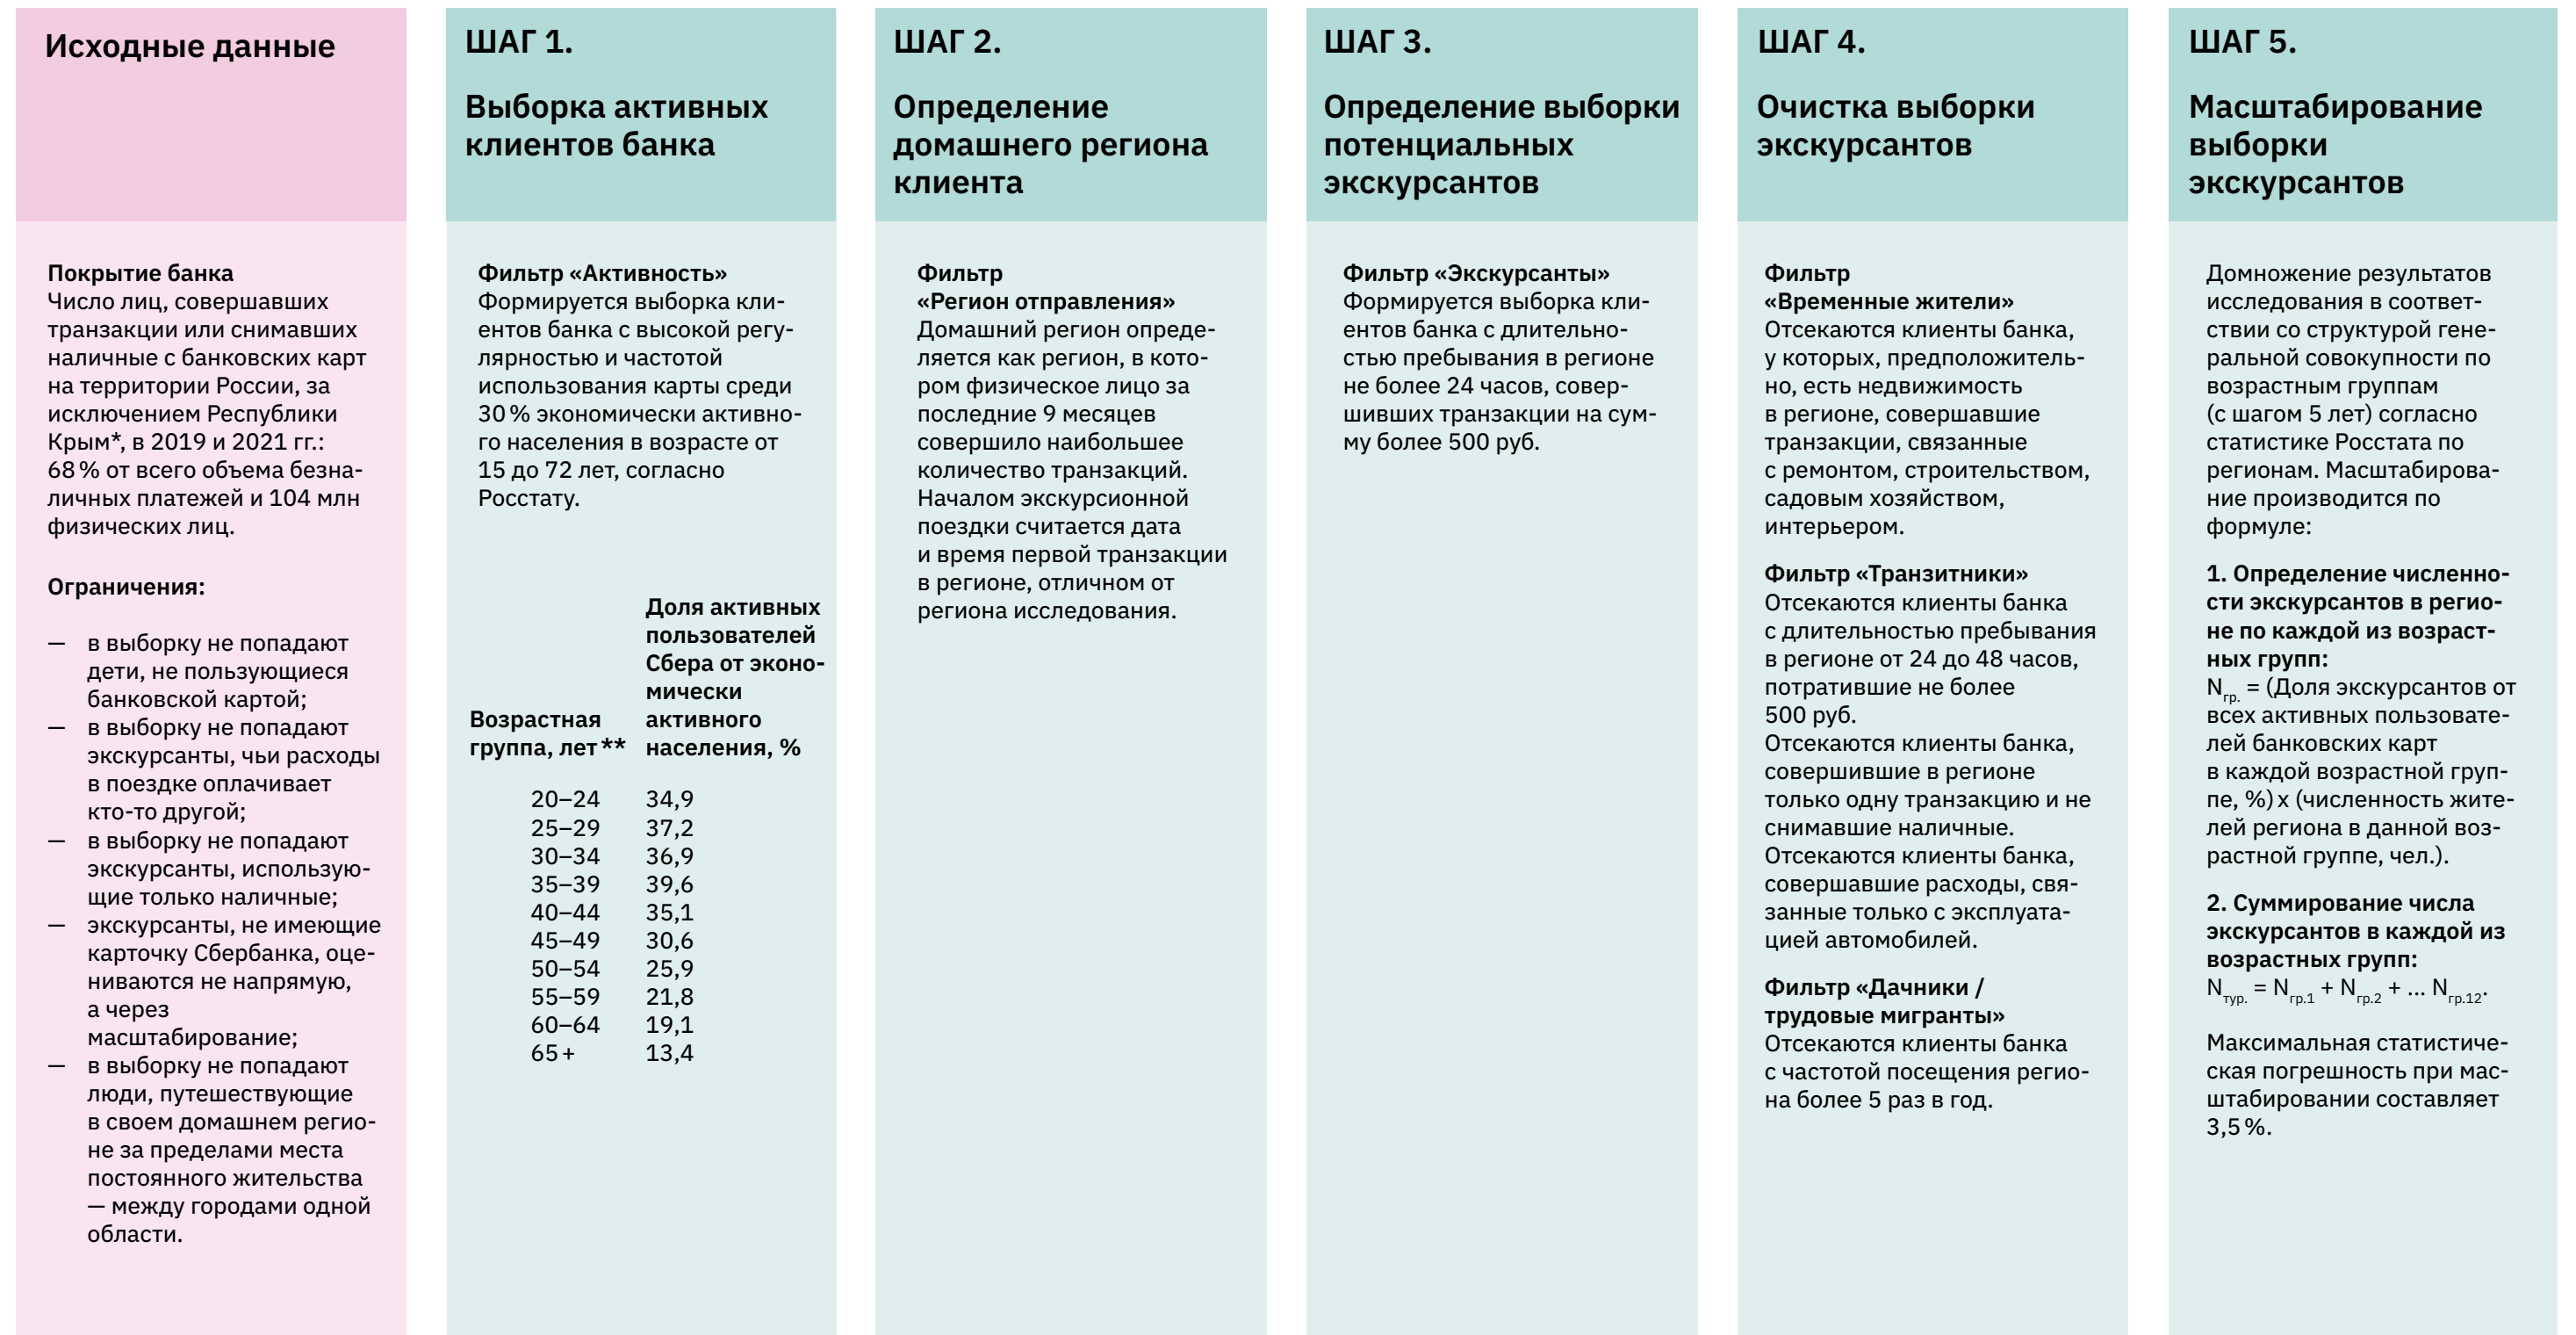 Исходные данные
Покрытие банка
Число лиц, совершавших
транзакции или снимавших
наличные с банковских карт
на территории России, за
исключением Республики
Крым*, в 2019 и 2021 гг.:
68 % от всего объема безна-
личных платежей и 104 млн
физических лиц.
Ограничения:
— в выборку не попадают
дети, не пользующиеся
банковской картой;
— в выборку не попадают
экскурсанты, чьи расходы
в поездке оплачивает
кто-то другой;
— в выборку не попадают
экскурсанты, использую-
щие только наличные;
— экскурсанты, не имеющие
карточку Сбербанка, оце-
ниваются не напрямую,
а через
масштабирование;
— в выборку не попадают
люди, путешествующие
в своем домашнем регио-
не за пределами места
постоянного жительства
— между городами одной
области.
ШАГ 1.
Выборка активных
клиентов банка
Фильтр «Активность»
Формируется выборка кли-
ентов банка с высокой регу-
лярностью и частотой
использования карты среди
30 % экономически активно-
го населения в возрасте от
15 до 72 лет, согласно
Росстату.
Возрастная
группа, лет**
Доля активных
пользователей
Сбера от эконо-
мически
активного
населения, %
20–24 34,9
25–29 37,2
30–34 36,9
35–39 39,6
40–44 35,1
45–49 30,6
50–54 25,9
55–59 21,8
60–64 19,1
65+ 13,4
ШАГ 2.
Определение
домашнего региона
клиента
Фильтр
«Регион отправления»
Домашний регион опреде-
ляется как регион, в кото-
ром физическое лицо за
последние 9 месяцев
совершило наибольшее
количество транзакций.
Началом экскурсионной
поездки считается дата
и время первой транзакции
в регионе, отличном от
региона исследования.
ШАГ 3.
Определение выборки
потенциальных
экскурсантов
Фильтр «Экскурсанты»
Формируется выборка кли-
ентов банка с длительно-
стью пребывания в регионе
не более 24 часов, совер-
шивших транзакции на сум-
му более 500 руб.
ШАГ 4.
Очистка выборки
экскурсантов
Фильтр
«Временные жители»
Отсекаются клиенты банка,
у которых, предположитель-
но, есть недвижимость
в регионе, совершавшие
транзакции, связанные
с ремонтом, строительством,
садовым хозяйством,
интерьером.
Фильтр «Транзитники»
Отсекаются клиенты банка
с длительностью пребывания
в регионе от 24 до 48 часов,
потратившие не более
500 руб.
Отсекаются клиенты банка,
совершившие в регионе
только одну транзакцию и не
снимавшие наличные.
Отсекаются клиенты банка,
совершавшие расходы, свя-
занные только с эксплуата-
цией автомобилей.
Фильтр «Дачники /
трудовые мигранты»
Отсекаются клиенты банка
с частотой посещения регио-
на более 5 раз в год.
ШАГ 5.
Масштабирование
выборки
экскурсантов
Домножение результатов
исследования в соответ-
ствии со структурой гене-
ральной совокупности по
возрастным группам
(с шагом 5 лет) согласно
статистике Росстата по
регионам. Масштабирова-
ние производится по
формуле:
1. Определение численно-
сти экскурсантов в регио-
не по каждой из возраст-
ных групп:
Nгр. = (Доля экскурсантов от
всех активных пользовате-
лей банковских карт
в каждой возрастной груп-
пе, %) x (численность жите-
лей региона в данной воз-
растной группе, чел.).
2. Суммирование числа
экскурсантов в каждой из
возрастных групп:
Nтур. = Nгр.1 + Nгр.2 + ... Nгр.12.
Максимальная статистиче-
ская погрешность при мас-
штабировании составляет
3,5 %.